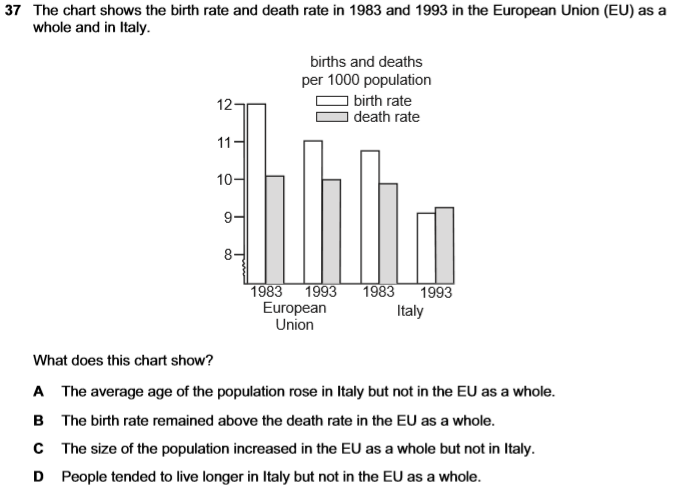 37 The chart shows the birth rate and death rate in 1983 and 1993 in the European Union (EU) as a
whole and in Italy.
births and deaths
per 1000 population
birth rate
death rate
12
11
10
9
8
1983 1993 1983 1993
European Italy
Union
What does this chart show?
A The average age of the population rose in Italy but not in the EU as a whole.
B The birth rate remained above the death rate in the EU as a whole.
C The size of the population increased in the EU as a whole but not in Italy.
D People tended to live longer in Italy but not in the EU as a whole.